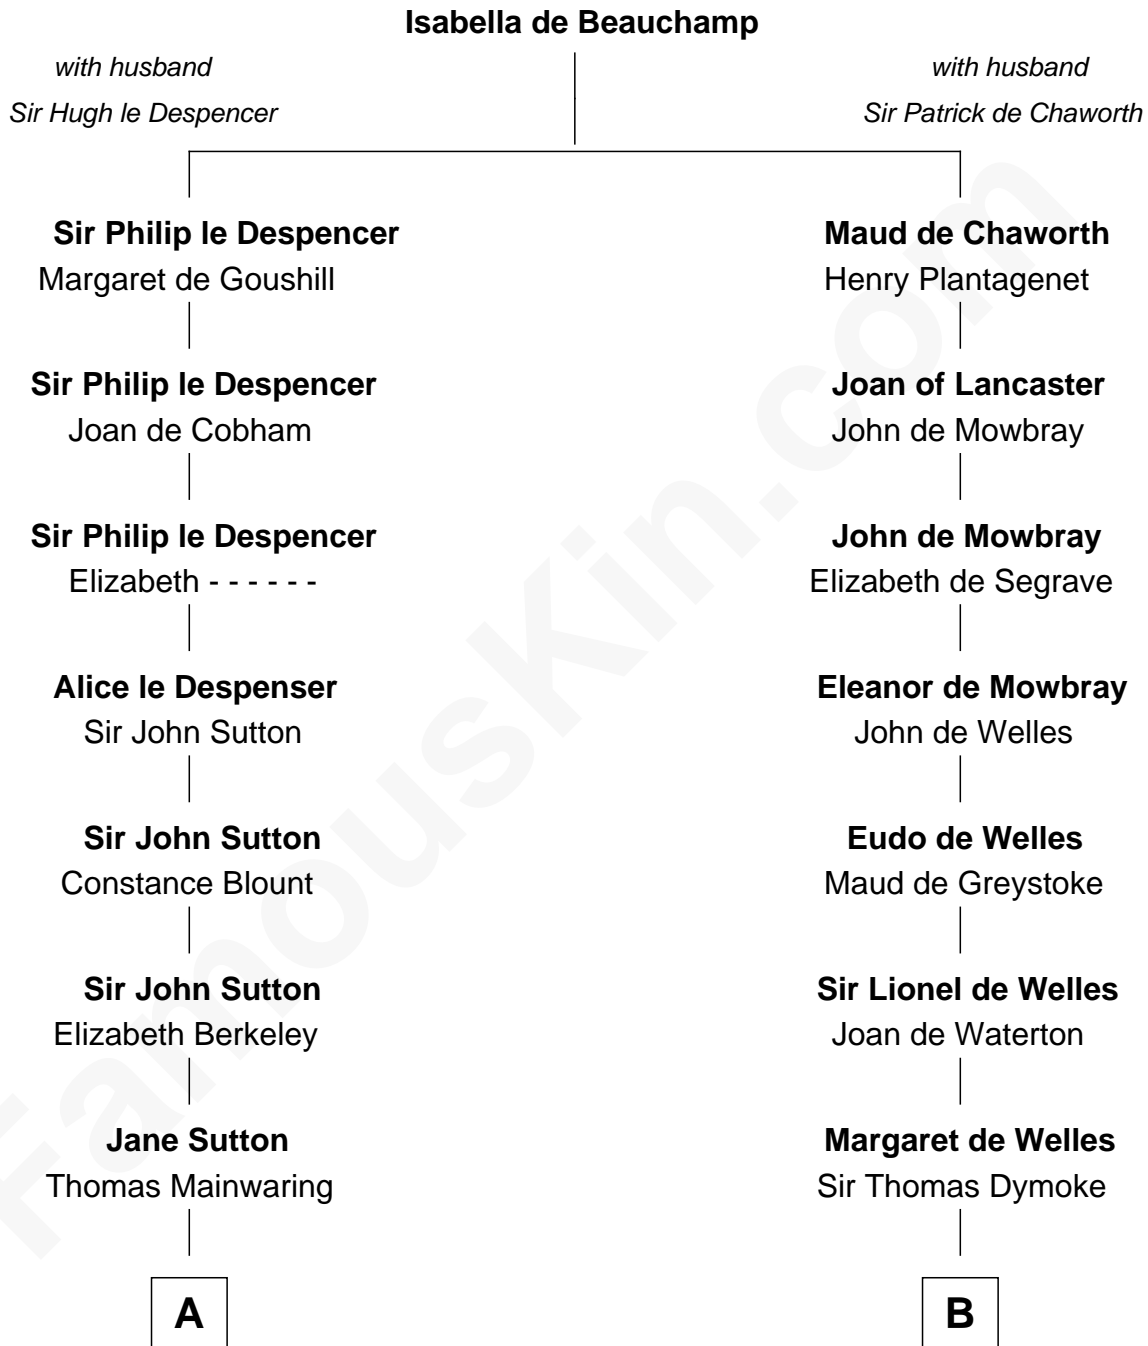 Isabella de Beauchamp
with husband
Sir Hugh le Despencer
with husband
Sir Patrick de Chaworth
Sir Philip le Despencer
Margaret de Goushill
Maud de Chaworth
Henry Plantagenet
Sir Philip le Despencer
Joan de Cobham
Joan of Lancaster
John de Mowbray
Sir Philip le Despencer
Elizabeth - - - - - -
John de Mowbray
Elizabeth de Segrave
Alice le Despenser
Sir John Sutton
Eleanor de Mowbray
John de Welles
Sir John Sutton
Constance Blount
Eudo de Welles
Maud de Greystoke
Sir John Sutton
Elizabeth Berkeley
Sir Lionel de Welles
Joan de Waterton
Jane Sutton
Thomas Mainwaring
Margaret de Welles
Sir Thomas Dymoke
A
B
FamousKin.com